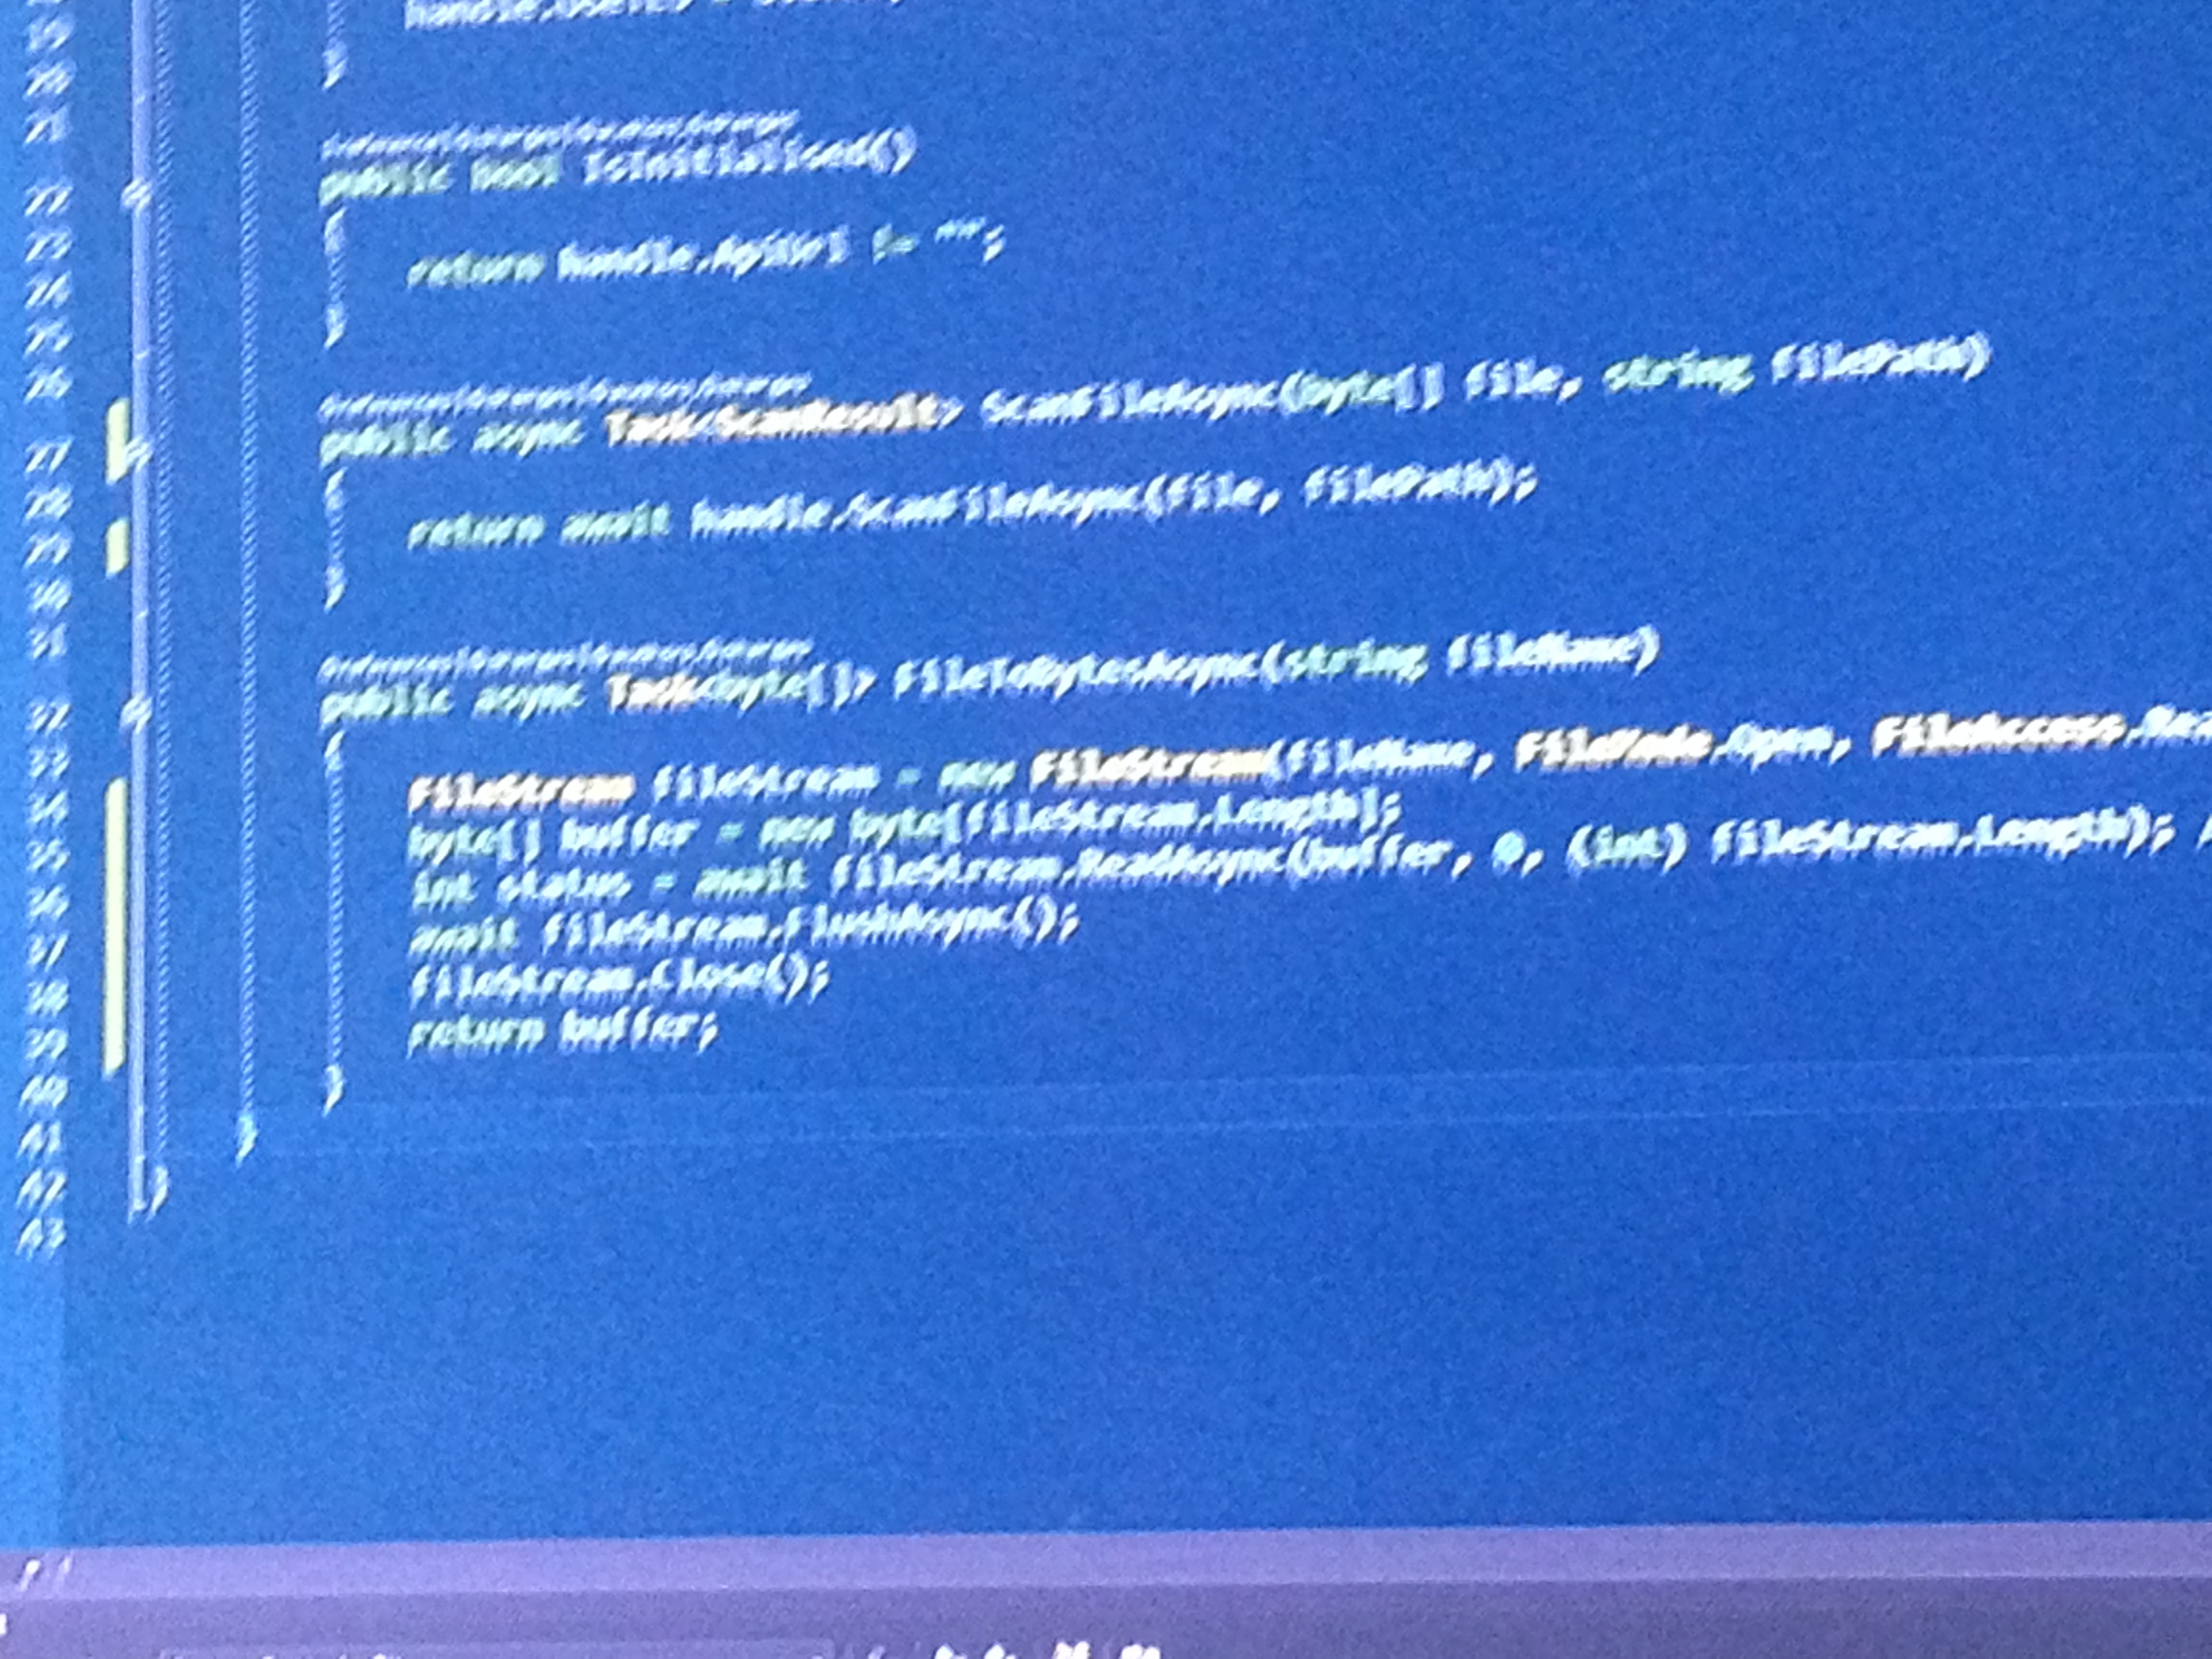 public bool IsInitialised()
{
return handle.ApiUrl != "";
}
public async Task<ScanResult> ScanFileAsync(byte[] file, string filePath)
{
return await handle.ScanFileAsync(file, filePath);
}
public async Task<byte[]> FileToBytesAsync(string fileName)
{
FileStream fileStream = new FileStream(fileName, FileMode.Open, FileAccess.Rea
byte[] buffer = new byte[fileStream.Length];
int status = await fileStream.ReadAsync(buffer, 0, (int) fileStream.Length); /
await fileStream.FlushAsync();
fileStream.Close();
return buffer;
}
}
}